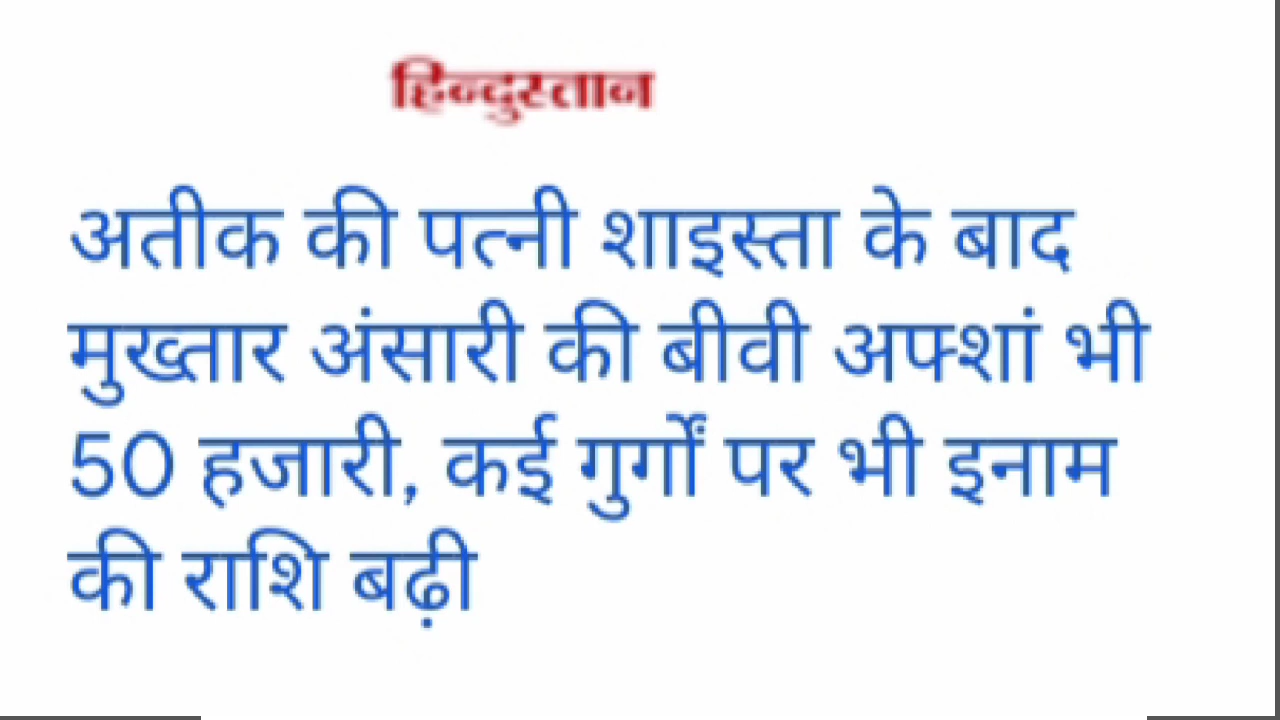 हिन्दुस्तान
अतीक की पत्नी शाइस्ता के बाद
मुख्तार अंसारी की बीवी अफ्शां भी
50 हजारी, कई गुर्गों पर भी इनाम
की राशि बढ़ी